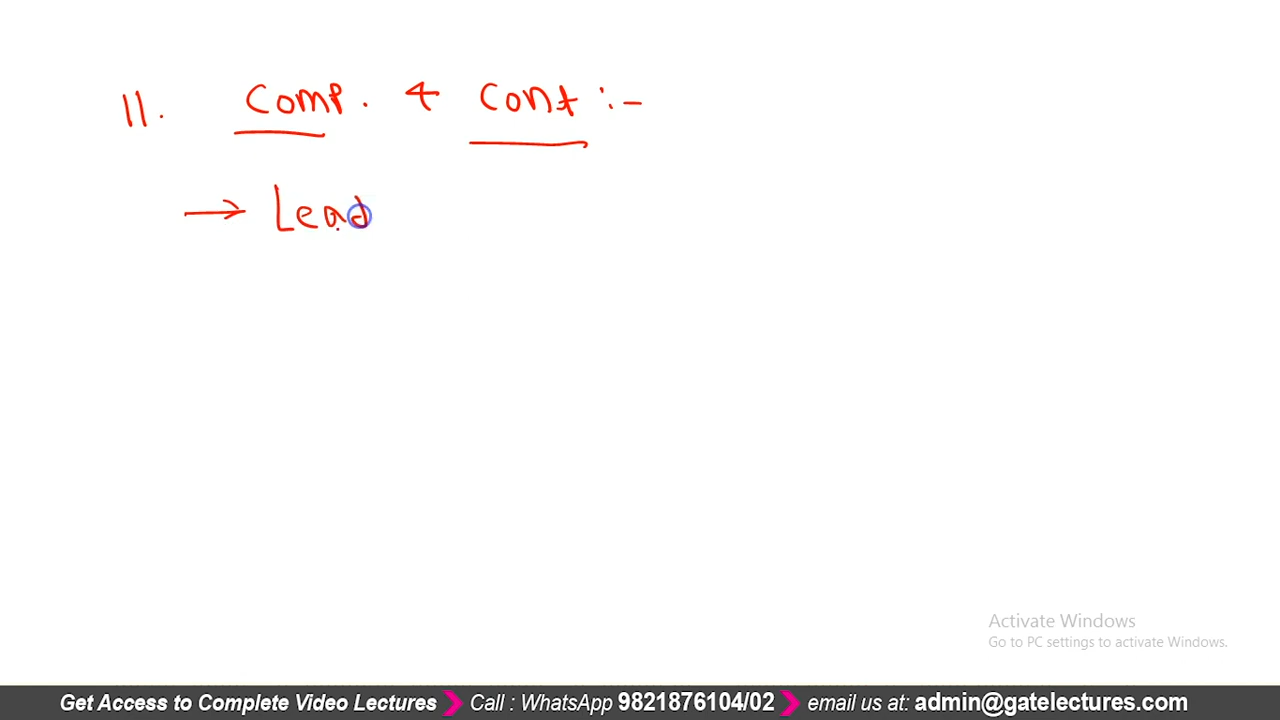 11. Comp. & Cont :-
→ Lead
Activate Windows
Go to PC settings to activate Windows.
Get Access to Complete Video Lectures Call : WhatsApp 9821876104/02 email us at: admin@gatelectures.com